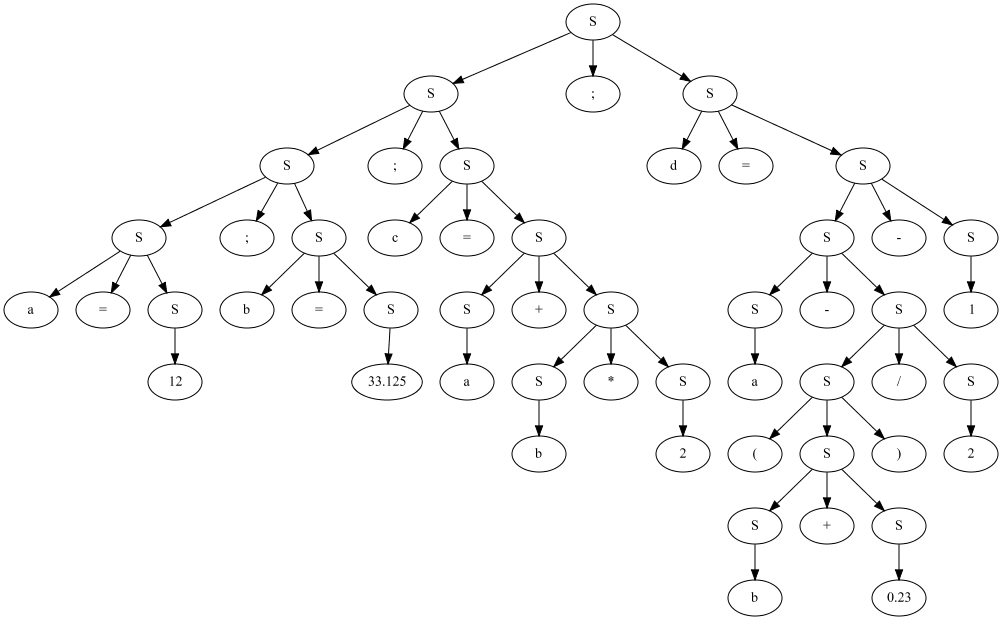 S
S ; S
S ; S d = S
S ; S c = S S - S
a = S b = S S + S S - S 1
12 33.125 a S * S a S / S
b 2 ( S ) 2
S + S
b 0.23